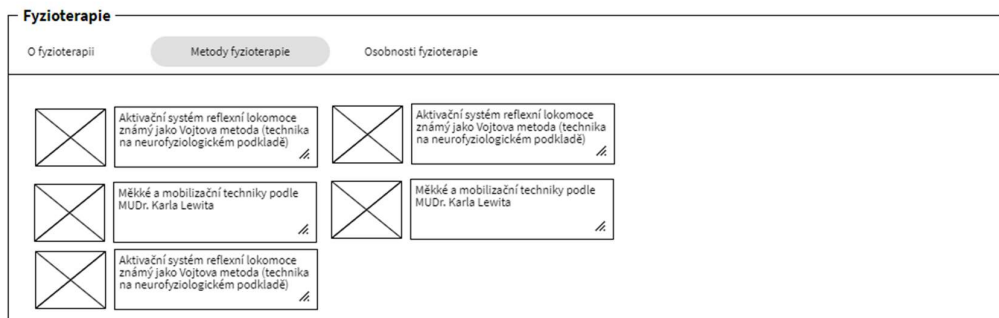 Fyzioterapie
O fyzioterapii
Metody fyzioterapie
Osobnosti fyzioterapie
Aktivační systém reflexní lokomoce
známý jako Vojtova metoda (technika
na neurofyziologickém podkladě)
Aktivační systém reflexní lokomoce
známý jako Vojtova metoda (technika
na neurofyziologickém podkladě)
Měkké a mobilizační techniky podle
MUDr. Karla Lewita
Měkké a mobilizační techniky podle
MUDr. Karla Lewita
Aktivační systém reflexní lokomoce
známý jako Vojtova metoda (technika
na neurofyziologickém podkladě)